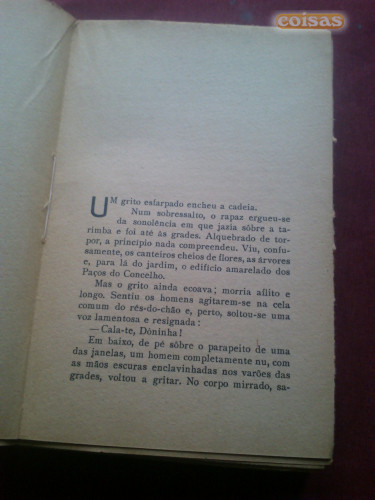 coisas
UM grito esfarpado encheu a cadeia.
Num sobressalto, o rapaz ergueu-se
da sonolência em que jazia sôbre a ta-
rimba e foi até às grades. Alquebrado de tor-
por, a princípio nada compreendeu. Viu, confu-
samente, os canteiros cheios de flores, as árvores
e, para lá do jardim, o edifício amarelado dos
Paços do Concelho.
Mas o grito ainda ecoava; morria aflito e
longo. Sentiu os homens agitarem-se na cela
comum do rés-do-chão e, perto, soltou-se uma
voz lamentosa e resignada:
— Cala-te, Dòninha!
Em baixo, de pé sôbre o parapeito de uma
das janelas, um homem completamente nu, com
as mãos escuras enclavinhadas nos varões das
grades, voltou a gritar. No corpo mirrado, sa-